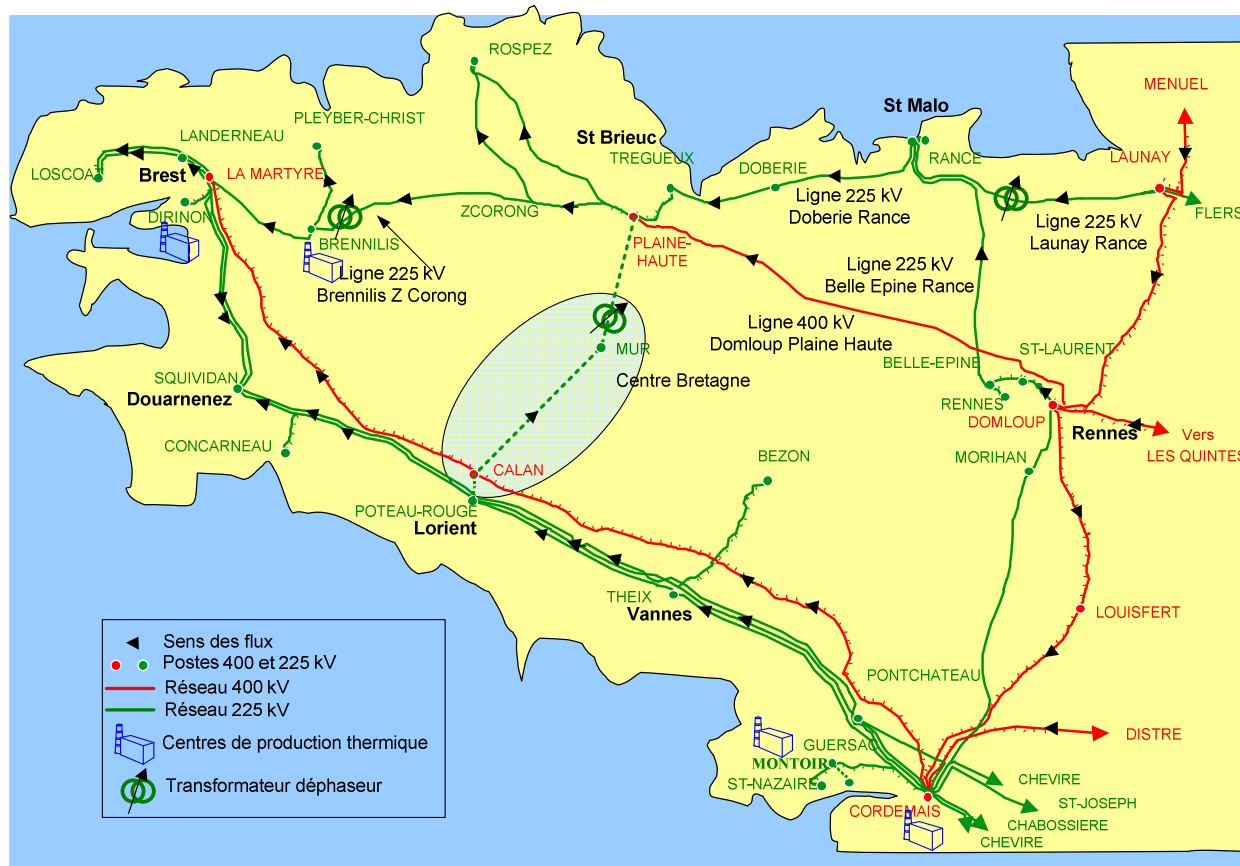 ROSPEZ
MENUEL
St Malo
PLEYBER-CHRIST
LANDERNEAU
St Brieuc
TREGUEUX
DOBERIE
RANCE
LAUNAY
LOSCOAT
Brest
LA MARTYRE
DIRINON
ZCORONG
Ligne 225 kV
Doberie Rance
Ligne 225 kV
Launay Rance
FLERS
BRENNILIS
PLAINE-
HAUTE
Ligne 225 kV
Brennilis Z Corong
Ligne 225 kV
Belle Epine Rance
Ligne 400 kV
Domloup Plaine Haute
ST-LAURENT
MUR
BELLE-EPINE
Centre Bretagne
SQUIVIDAN
Douarnenez
RENNES
DOMLOUP
Rennes
Vers
LES QUINTES
CONCARNEAU
CALAN
BEZON
MORIHAN
POTEAU-ROUGE
Lorient
THEIX
Vannes
LOUISFERT
PONTCHATEAU
Sens des flux
Postes 400 et 225 kV
Réseau 400 kV
Réseau 225 kV
Centres de production thermique
Transformateur déphaseur
GUERSAC
MONTOIR
ST-NAZAIRE
DISTRE
CHEVIRE
ST-JOSEPH
CORDEMAIS
CHABOSSIERE
CHEVIRE